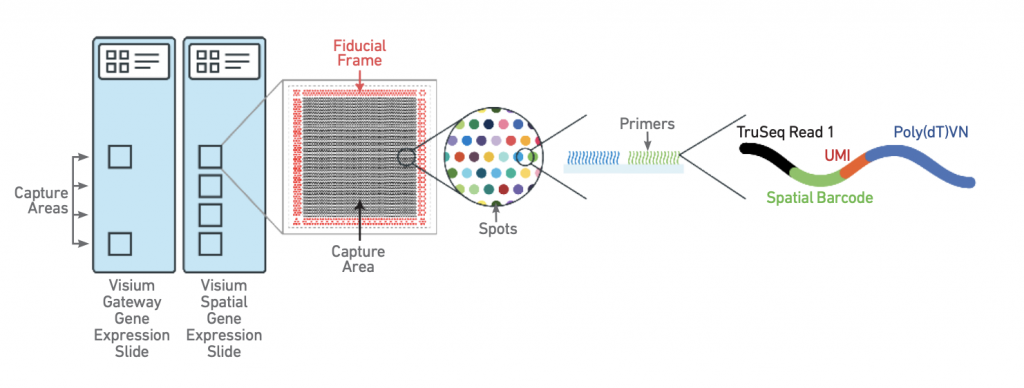 Fiducial
Frame
Capture
Areas
Capture
Area
Spots
Primers
TruSeq Read 1
UMI
Poly(dT)VN
Spatial Barcode
Visium
Gateway
Gene
Expression
Slide
Visium
Spatial
Gene
Expression
Slide